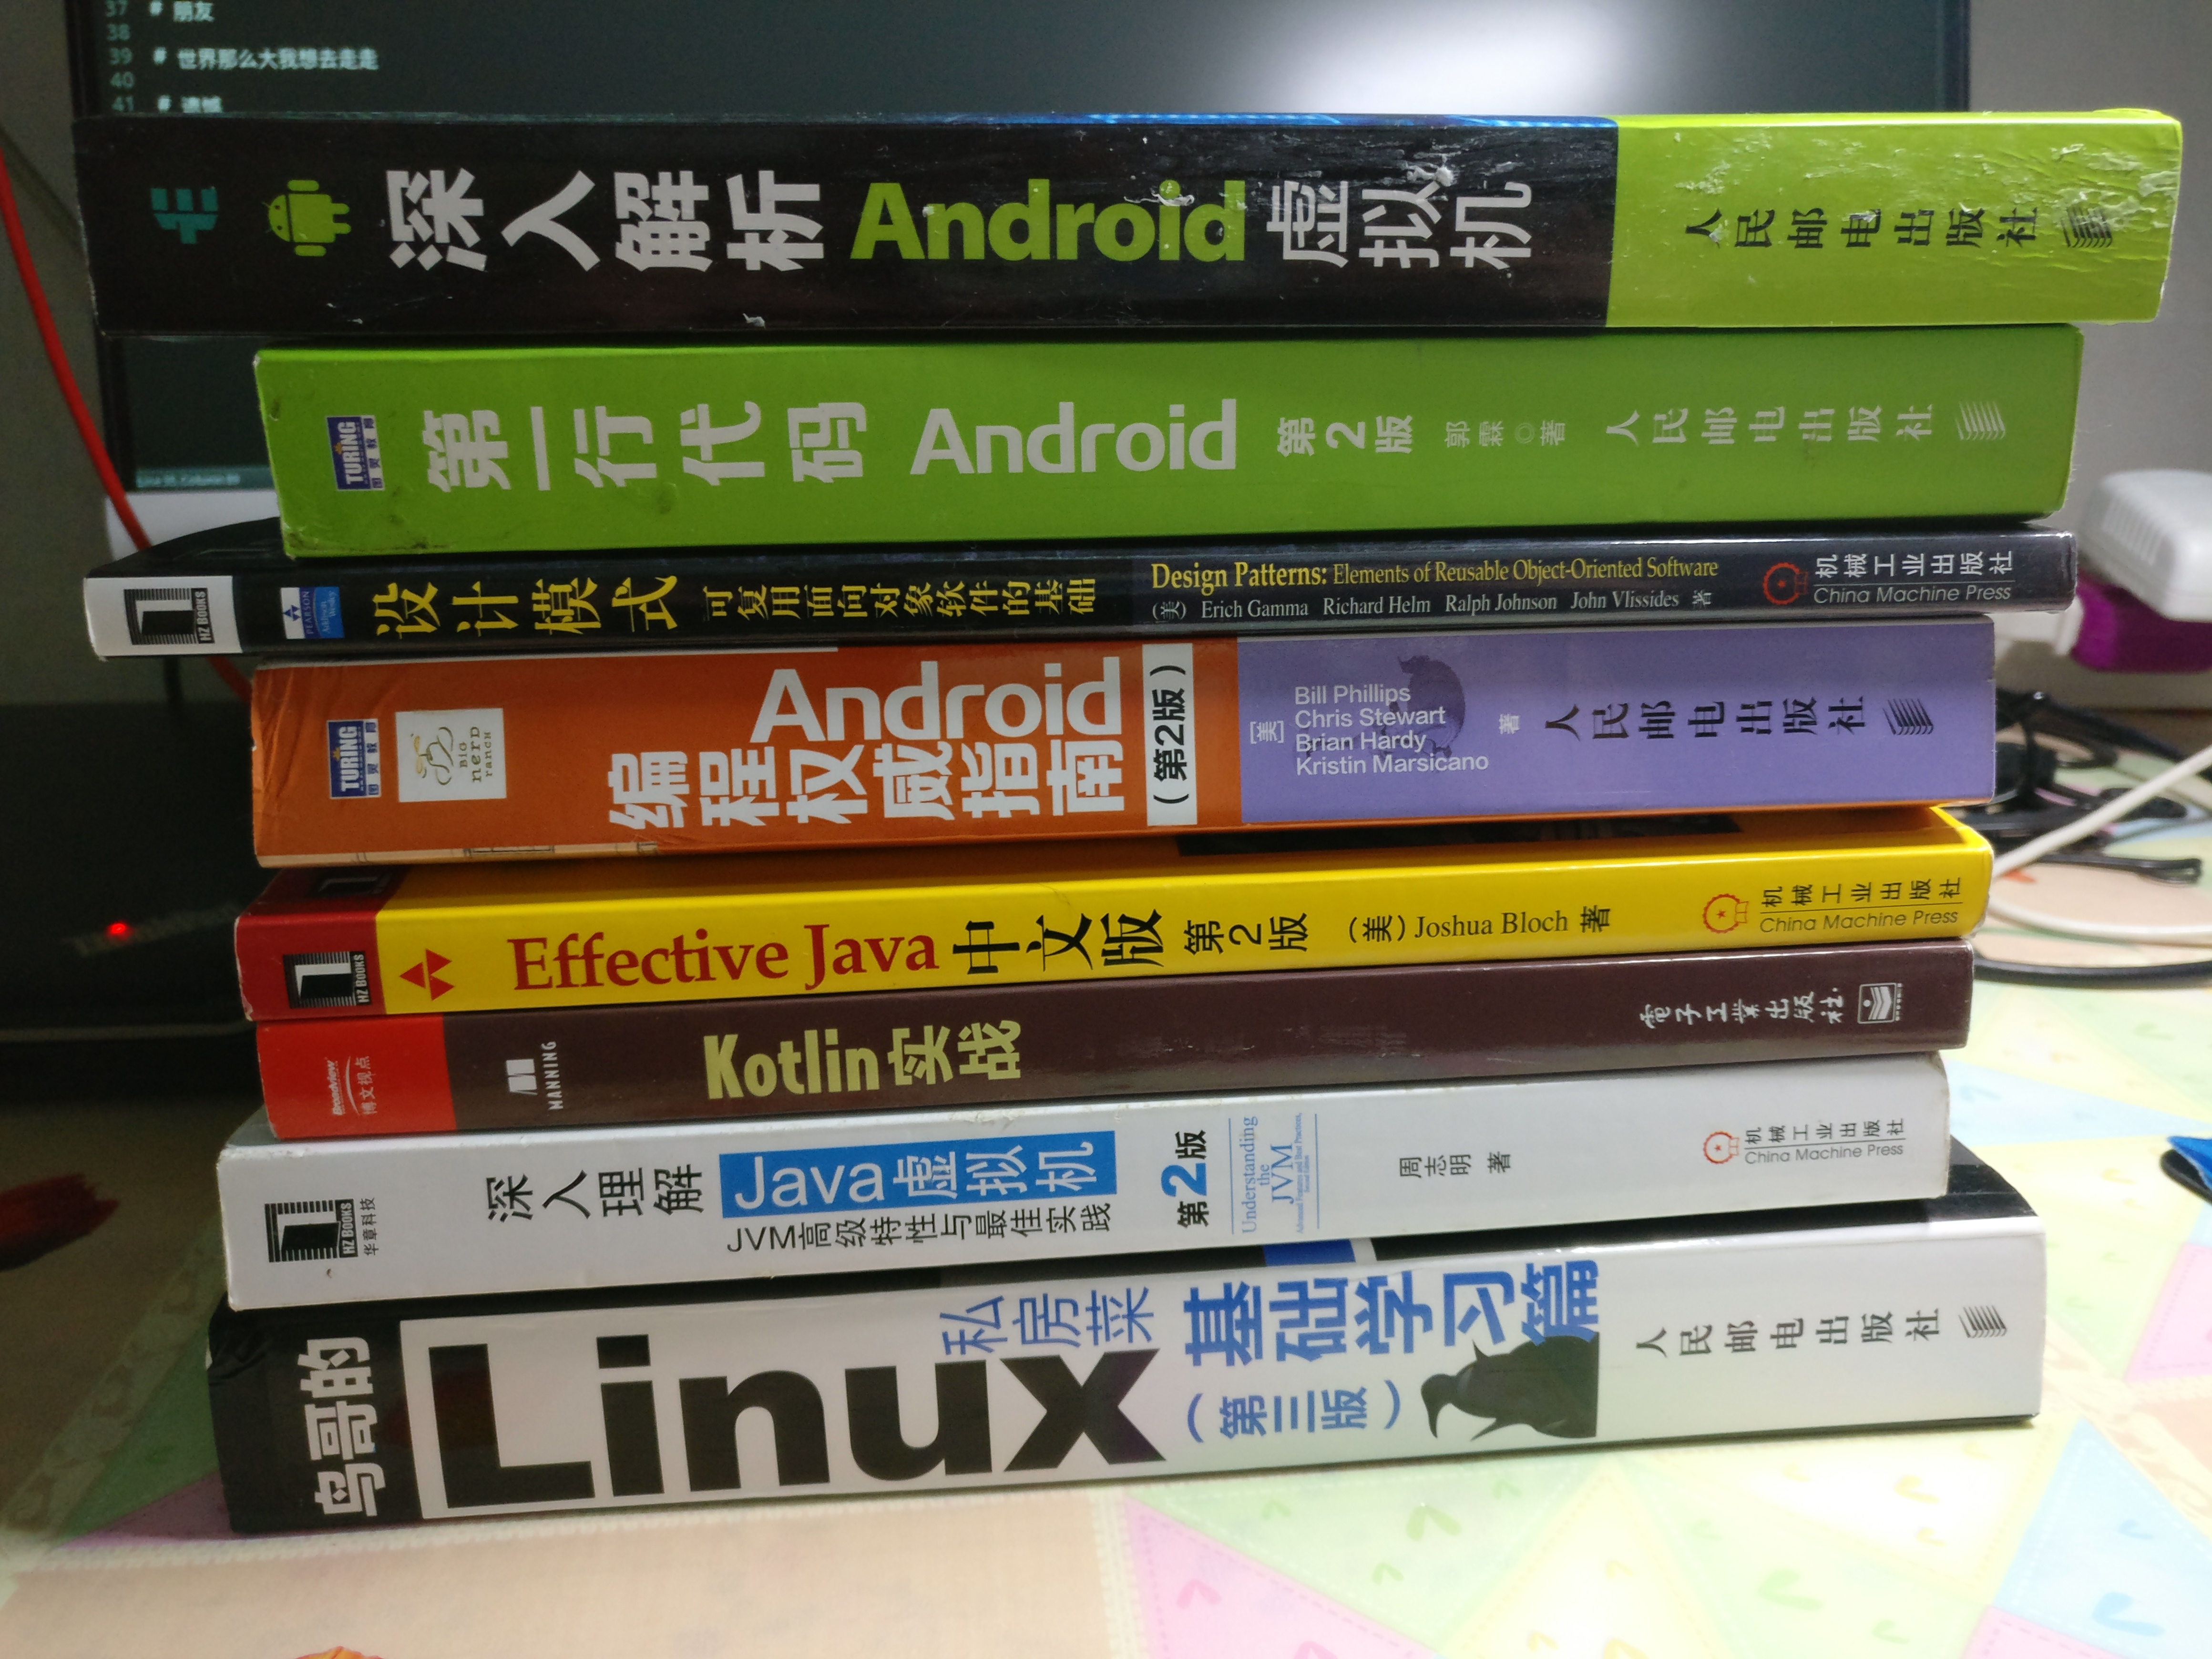 37 # 朋友
38
39 # 世界那么大我想去走走
40
41 # 遗憾
深入解析Android虚拟机
人民邮电出版社
TURING
图灵教育
第一行代码 Android 第2版 郭霖◎著 人民邮电出版社
HZ BOOKS
PEARSON
Addison
Wesley
设计模式 可复用面向对象软件的基础
Design Patterns: Elements of Reusable Object-Oriented Software
(美) Erich Gamma Richard Helm Ralph Johnson John Vlissides 著
机械工业出版社
China Machine Press
TURING
图灵教育
BIG
nerd
ranch
Android
编程权威指南
(第2版)
[美]
Bill Phillips
Chris Stewart
Brian Hardy
Kristin Marsicano
著
人民邮电出版社
HZ BOOKS
Effective Java 中文版 第2版 (美) Joshua Bloch 著
机械工业出版社
China Machine Press
Broadview
博文视点
MANNING
Kotlin实战
電子工業出版社
HZ BOOKS
华章科技
深入理解Java虚拟机
JVM高级特性与最佳实践
第2版
Understanding
the
JVM
周志明 著
机械工业出版社
China Machine Press
鸟哥的
Linux
私房菜
基础学习篇
(第三版)
人民邮电出版社